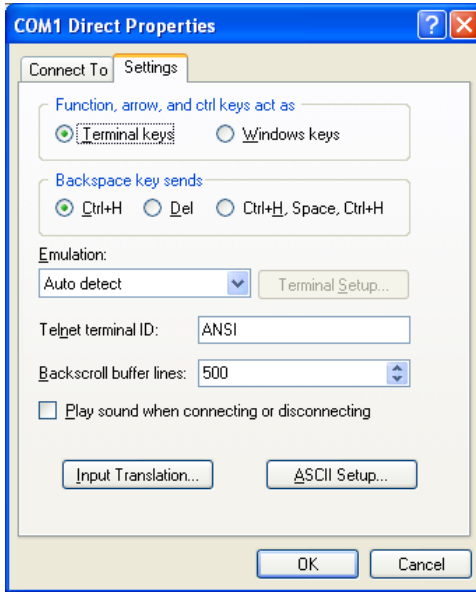 COM1 Direct Properties
Connect To Settings
Function, arrow, and ctrl keys act as
Terminal keys Windows keys
Backspace key sends
Ctrl+H Del Ctrl+H, Space, Ctrl+H
Emulation:
Auto detect Terminal Setup...
Telnet terminal ID: ANSI
Backscroll buffer lines: 500
Play sound when connecting or disconnecting
Input Translation... ASCII Setup...
OK Cancel